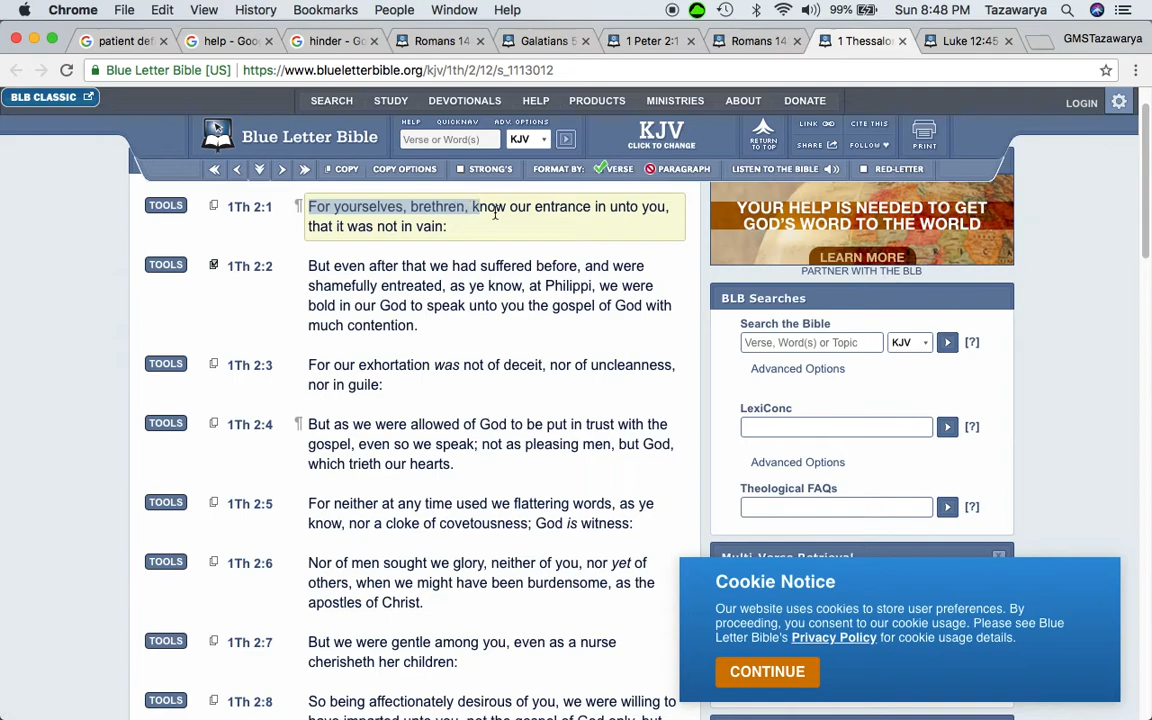 Chrome File Edit View History Bookmarks People Window Help 99% Sun 8:48 PM Tazawarya
patient def help - Goo hinder - Go Romans 14 Galatians 5 1 Peter 2:1 Romans 14 1 Thessalo Luke 12:45 GMSTazawarya
Blue Letter Bible [US] https://www.blueletterbible.org/kjv/1th/2/12/s_1113012
BLB CLASSIC SEARCH STUDY DEVOTIONALS HELP PRODUCTS MINISTRIES ABOUT DONATE LOGIN
HELP QUICKNAV ADV. OPTIONS
Blue Letter Bible Verse or Word(s) KJV
KJV
CLICK TO CHANGE
RETURN TO TOP
LINK CITE THIS
SHARE FOLLOW PRINT
COPY COPY OPTIONS STRONG'S FORMAT BY: VERSE PARAGRAPH LISTEN TO THE BIBLE RED-LETTER
TOOLS 1Th 2:1 ¶ For yourselves, brethren, know our entrance in unto you,
that it was not in vain:
TOOLS 1Th 2:2 But even after that we had suffered before, and were
shamefully entreated, as ye know, at Philippi, we were
bold in our God to speak unto you the gospel of God with
much contention.
TOOLS 1Th 2:3 For our exhortation was not of deceit, nor of uncleanness,
nor in guile:
TOOLS 1Th 2:4 ¶ But as we were allowed of God to be put in trust with the
gospel, even so we speak; not as pleasing men, but God,
which trieth our hearts.
TOOLS 1Th 2:5 For neither at any time used we flattering words, as ye
know, nor a cloke of covetousness; God is witness:
TOOLS 1Th 2:6 Nor of men sought we glory, neither of you, nor yet of
others, when we might have been burdensome, as the
apostles of Christ.
TOOLS 1Th 2:7 But we were gentle among you, even as a nurse
cherisheth her children:
TOOLS 1Th 2:8 So being affectionately desirous of you, we were willing to
have imparted unto you, not the gospel of God only, but
YOUR HELP IS NEEDED TO GET
GOD'S WORD TO THE WORLD
LEARN MORE
PARTNER WITH THE BLB
BLB Searches
Search the Bible
Verse, Word(s) or Topic KJV [?]
Advanced Options
LexiConc
[?]
Advanced Options
Theological FAQs
[?]
Multi-Verse Retrieval
Cookie Notice
Our website uses cookies to store user preferences. By
proceeding, you consent to our cookie usage. Please see Blue
Letter Bible's Privacy Policy for cookie usage details.
CONTINUE